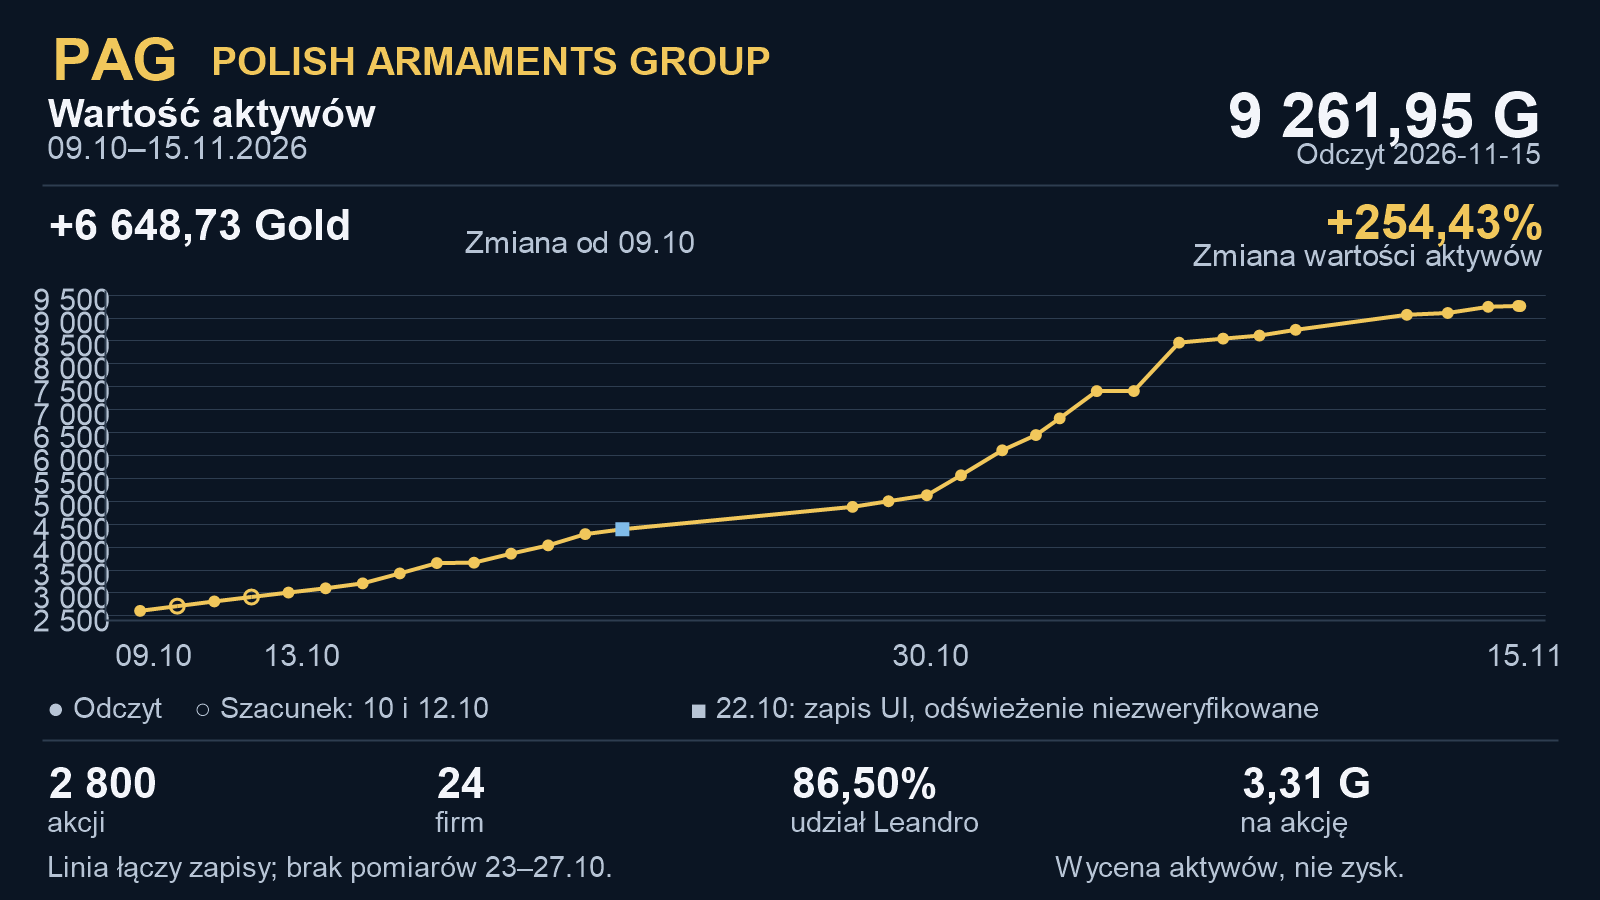 PAG POLISH ARMAMENTS GROUP
Wartość aktywów
09.10–15.11.2026
9 261,95 G
Odczyt 2026-11-15
+6 648,73 Gold
Zmiana od 09.10
+254,43%
Zmiana wartości aktywów
9 500
9 000
8 500
8 000
7 500
7 000
6 500
6 000
5 500
5 000
4 500
4 000
3 500
3 000
2 500
09.10 13.10 30.10 15.11
● Odczyt ○ Szacunek: 10 i 12.10 ■ 22.10: zapis UI, odświeżenie niezweryfikowane
2 800 24 86,50% 3,31 G
akcji firm udział Leandro na akcję
Linia łączy zapisy; brak pomiarów 23–27.10. Wycena aktywów, nie zysk.